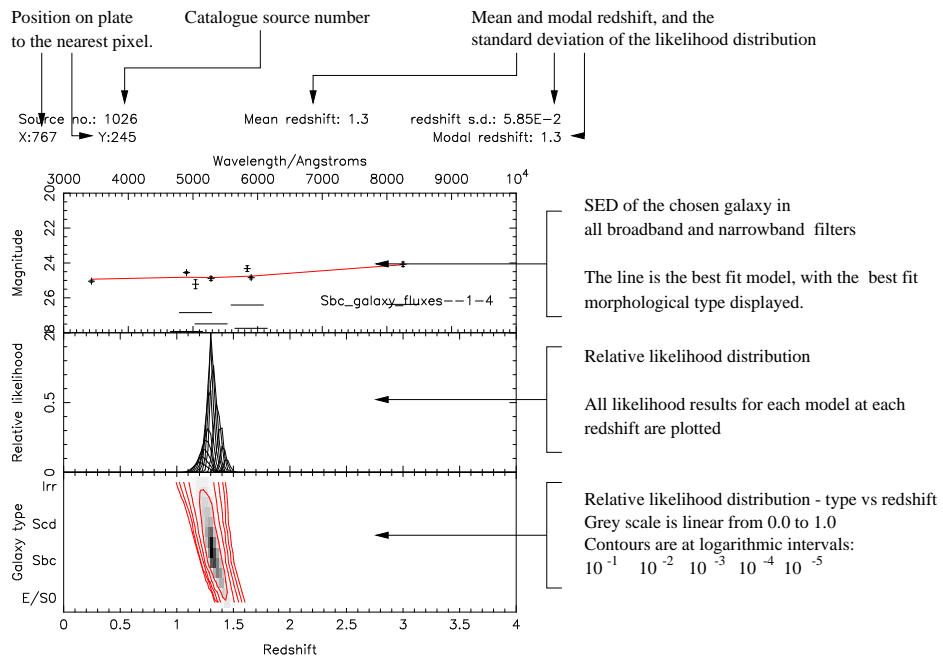 Position on plate
to the nearest pixel.
Catalogue source number
Mean and modal redshift, and the
standard deviation of the likelihood distribution
Source no.: 1026
Mean redshift: 1.3
redshift s.d.: 5.85E-2
X:767
Y:245
Modal redshift: 1.3
Wavelength/Angstroms
3000 4000 5000 6000 7000 8000 9000 10^4
Magnitude
20
22
24
26
28
Sbc_galaxy_fluxes--1-4
SED of the chosen galaxy in
all broadband and narrowband filters
The line is the best fit model, with the best fit
morphological type displayed.
Relative likelihood
0.5
0
Relative likelihood distribution
All likelihood results for each model at each
redshift are plotted
Galaxy type
Irr
Scd
Sbc
E/S0
Relative likelihood distribution - type vs redshift
Grey scale is linear from 0.0 to 1.0
Contours are at logarithmic intervals:
10 -1 10 -2 10 -3 10 -4 10 -5
0 0.5 1 1.5 2 2.5 3 3.5 4
Redshift